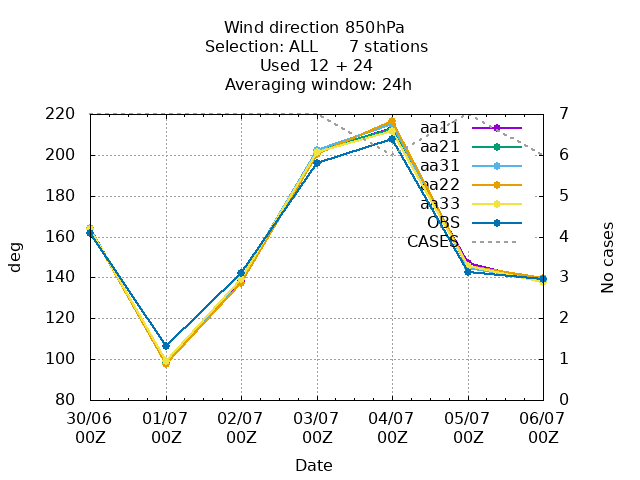 Wind direction 850hPa
Selection: ALL      7 stations
Used  12 + 24
Averaging window: 24h
220
200
180
160
140
120
100
80
deg
7
6
5
4
3
2
1
0
No cases
aa11
aa21
aa31
aa22
aa33
OBS
CASES
30/06 01/07 02/07 03/07 04/07 05/07 06/07
00Z 00Z 00Z 00Z 00Z 00Z 00Z
Date